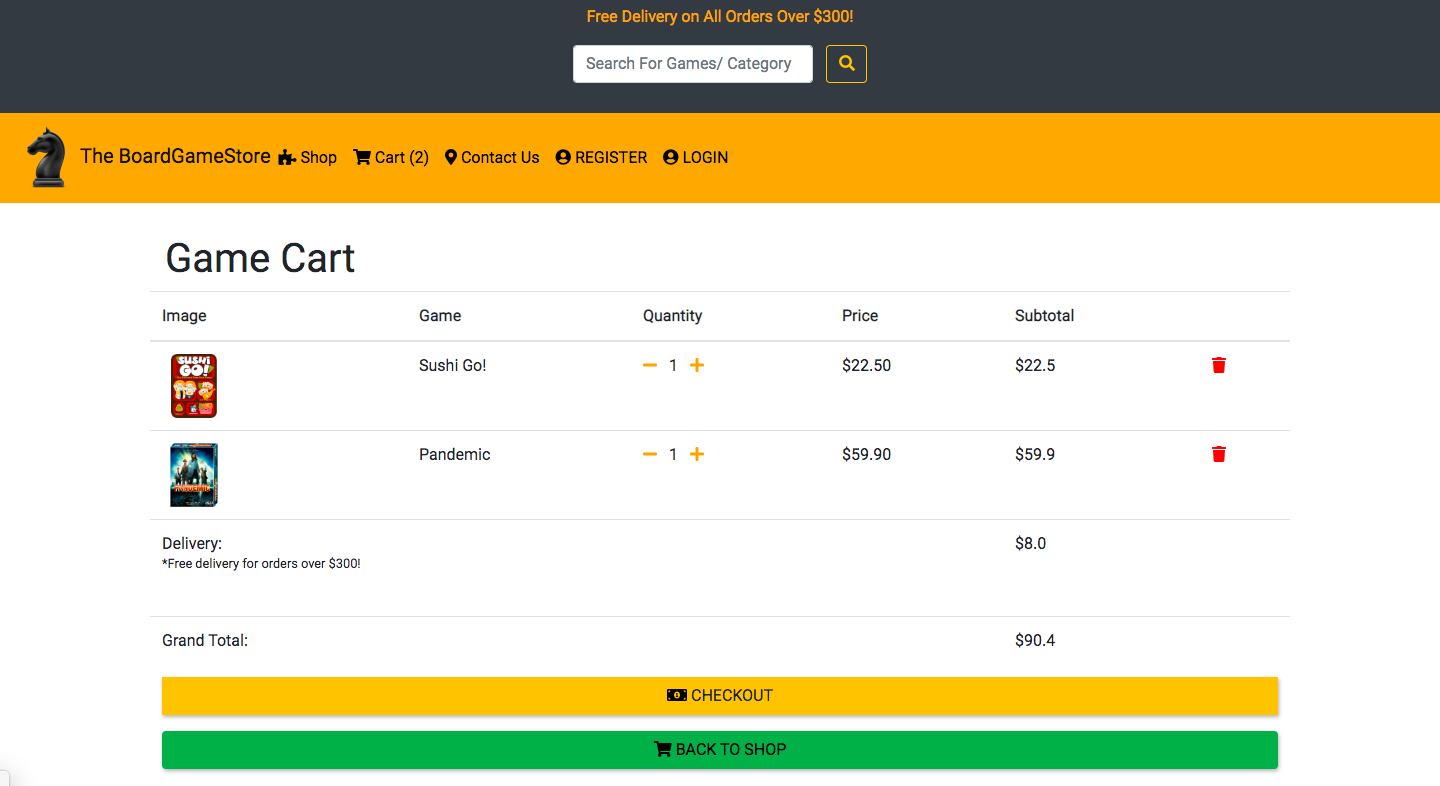 Free Delivery on All Orders Over $300!
Search For Games/ Category
The BoardGameStore Shop Cart (2) Contact Us REGISTER LOGIN
Game Cart
Image Game Quantity Price Subtotal
SUSHI GO!
Sushi Go! 1 $22.50 $22.5
Pandemic 1 $59.90 $59.9
PANDEMIC
Delivery: $8.0
*Free delivery for orders over $300!
Grand Total: $90.4
CHECKOUT
BACK TO SHOP